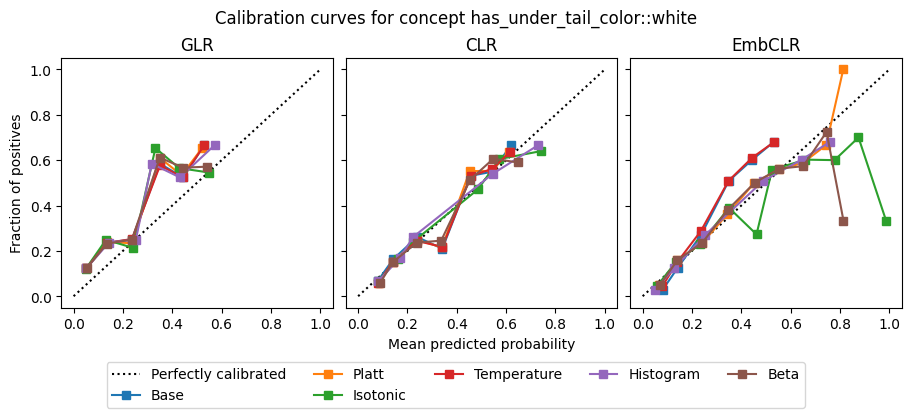 Calibration curves for concept has_under_tail_color::white
GLR
CLR
EmbCLR
1.0
0.8
0.6
0.4
0.2
0.0
Fraction of positives
0.0 0.2 0.4 0.6 0.8 1.0
0.0 0.2 0.4 0.6 0.8 1.0
0.0 0.2 0.4 0.6 0.8 1.0
Mean predicted probability
Perfectly calibrated
Base
Platt
Isotonic
Temperature
Histogram
Beta